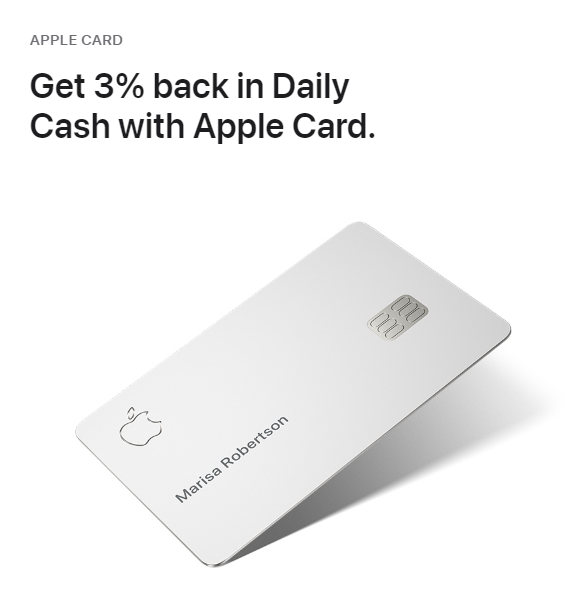 APPLE CARD
Get 3% back in Daily
Cash with Apple Card.
Marisa Robertson